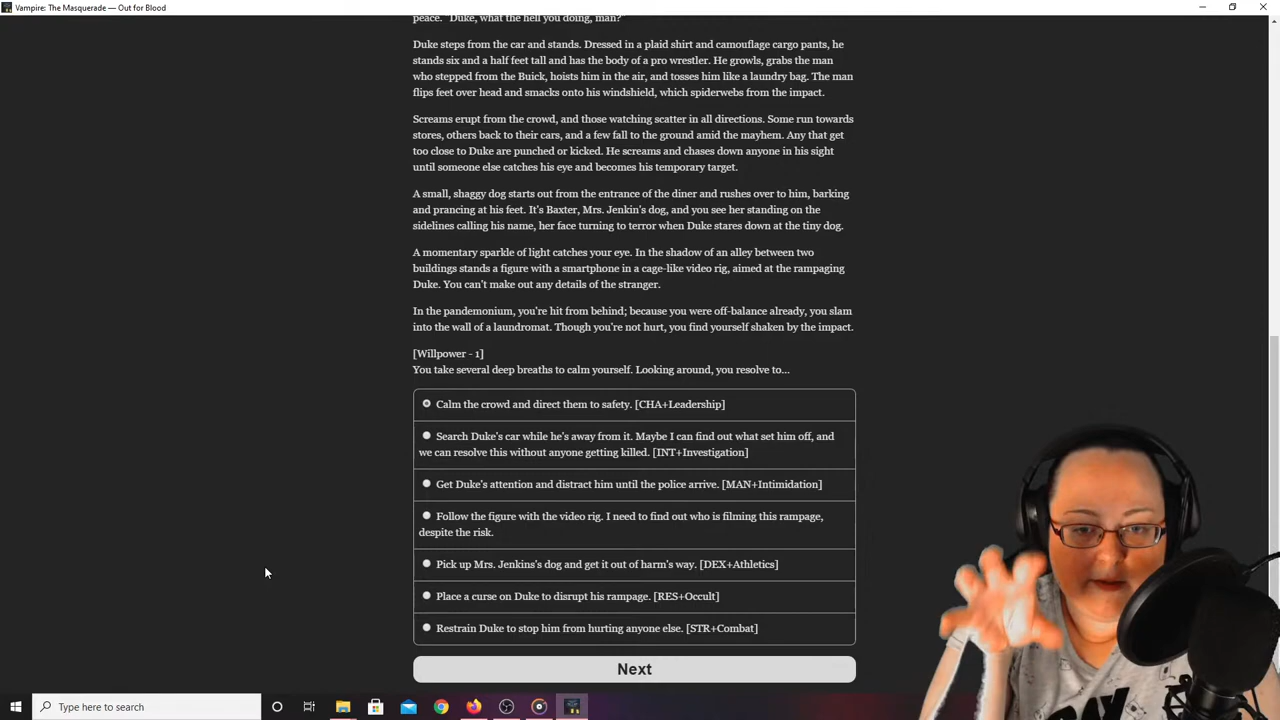 Vampire: The Masquerade — Out for Blood
peace. "Duke, what the hell you doing, man?"
Duke steps from the car and stands. Dressed in a plaid shirt and camouflage cargo pants, he
stands six and a half feet tall and has the body of a pro wrestler. He growls, grabs the man
who stepped from the Buick, hoists him in the air, and tosses him like a laundry bag. The man
flips feet over head and smacks onto his windshield, which spiderwebs from the impact.
Screams erupt from the crowd, and those watching scatter in all directions. Some run towards
stores, others back to their cars, and a few fall to the ground amid the mayhem. Any that get
too close to Duke are punched or kicked. He screams and chases down anyone in his sight
until someone else catches his eye and becomes his temporary target.
A small, shaggy dog starts out from the entrance of the diner and rushes over to him, barking
and prancing at his feet. It's Baxter, Mrs. Jenkin's dog, and you see her standing on the
sidelines calling his name, her face turning to terror when Duke stares down at the tiny dog.
A momentary sparkle of light catches your eye. In the shadow of an alley between two
buildings stands a figure with a smartphone in a cage-like video rig, aimed at the rampaging
Duke. You can't make out any details of the stranger.
In the pandemonium, you're hit from behind; because you were off-balance already, you slam
into the wall of a laundromat. Though you're not hurt, you find yourself shaken by the impact.
[Willpower - 1]
You take several deep breaths to calm yourself. Looking around, you resolve to...
Calm the crowd and direct them to safety. [CHA+Leadership]
Search Duke's car while he's away from it. Maybe I can find out what set him off, and
we can resolve this without anyone getting killed. [INT+Investigation]
Get Duke's attention and distract him until the police arrive. [MAN+Intimidation]
Follow the figure with the video rig. I need to find out who is filming this rampage,
despite the risk.
Pick up Mrs. Jenkins's dog and get it out of harm's way. [DEX+Athletics]
Place a curse on Duke to disrupt his rampage. [RES+Occult]
Restrain Duke to stop him from hurting anyone else. [STR+Combat]
Next
Type here to search